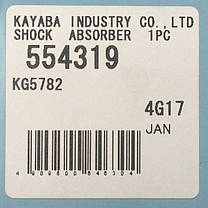 KAYABA INDUSTRY CO.,LTD
SHOCK ABSORBER 1PC
554319
KG5782
4G17
JAN